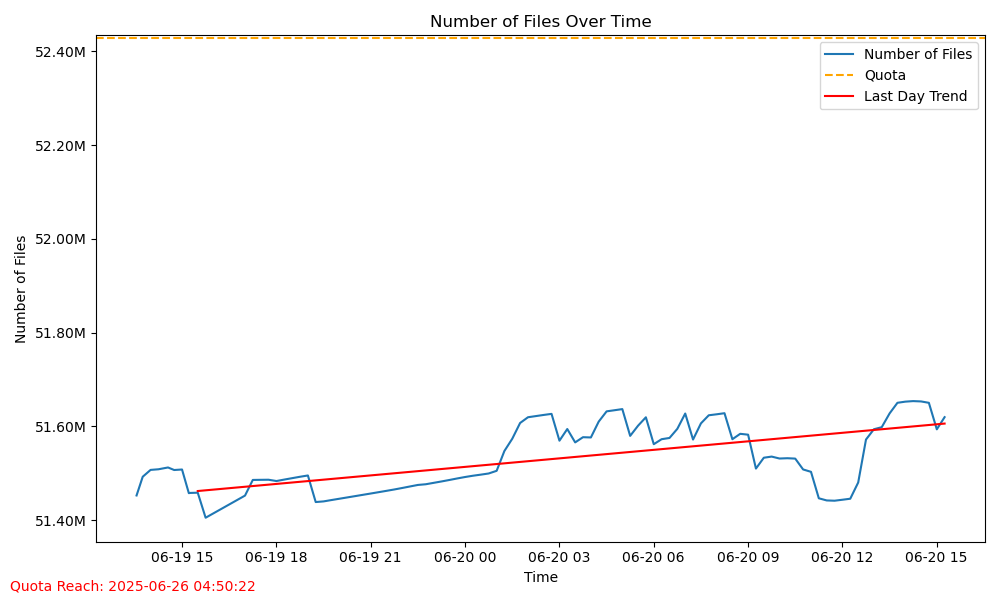 Number of Files Over Time
Number of Files
Quota
Last Day Trend
52.40M
52.20M
52.00M
51.80M
51.60M
51.40M
Number of Files
06-19 15
06-19 18
06-19 21
06-20 00
06-20 03
06-20 06
06-20 09
06-20 12
06-20 15
Time
Quota Reach: 2025-06-26 04:50:22